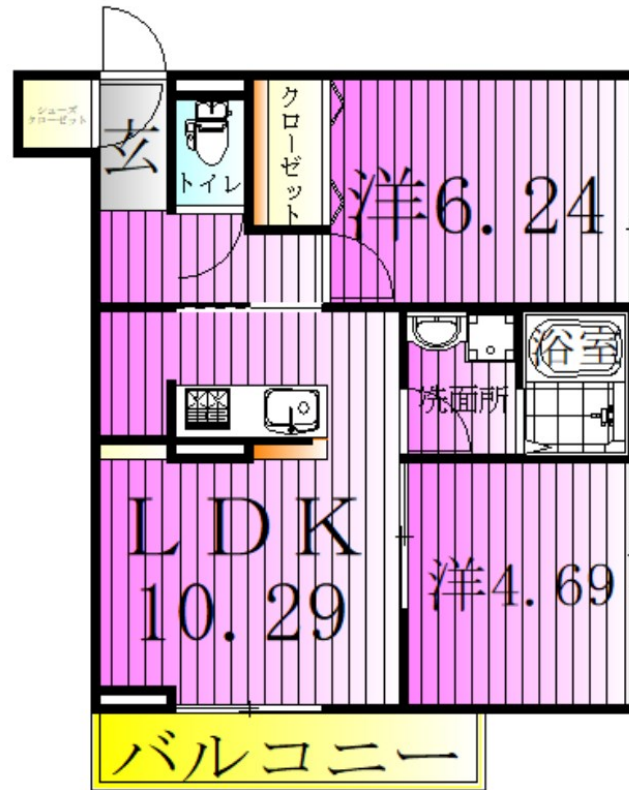 シューズ
クローゼット
玄
トイレ
クローゼット
洋6.24
浴室
洗面所
LDK
10.29
洋4.69
バルコニー